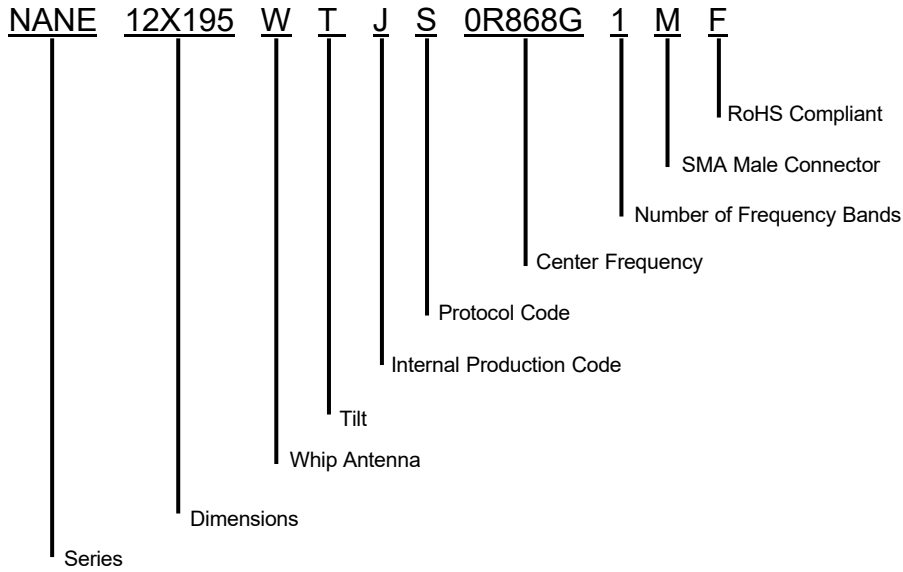 NANE 12X195 W T J S 0R868G 1 M F
RoHS Compliant
SMA Male Connector
Number of Frequency Bands
Center Frequency
Protocol Code
Internal Production Code
Tilt
Whip Antenna
Dimensions
Series